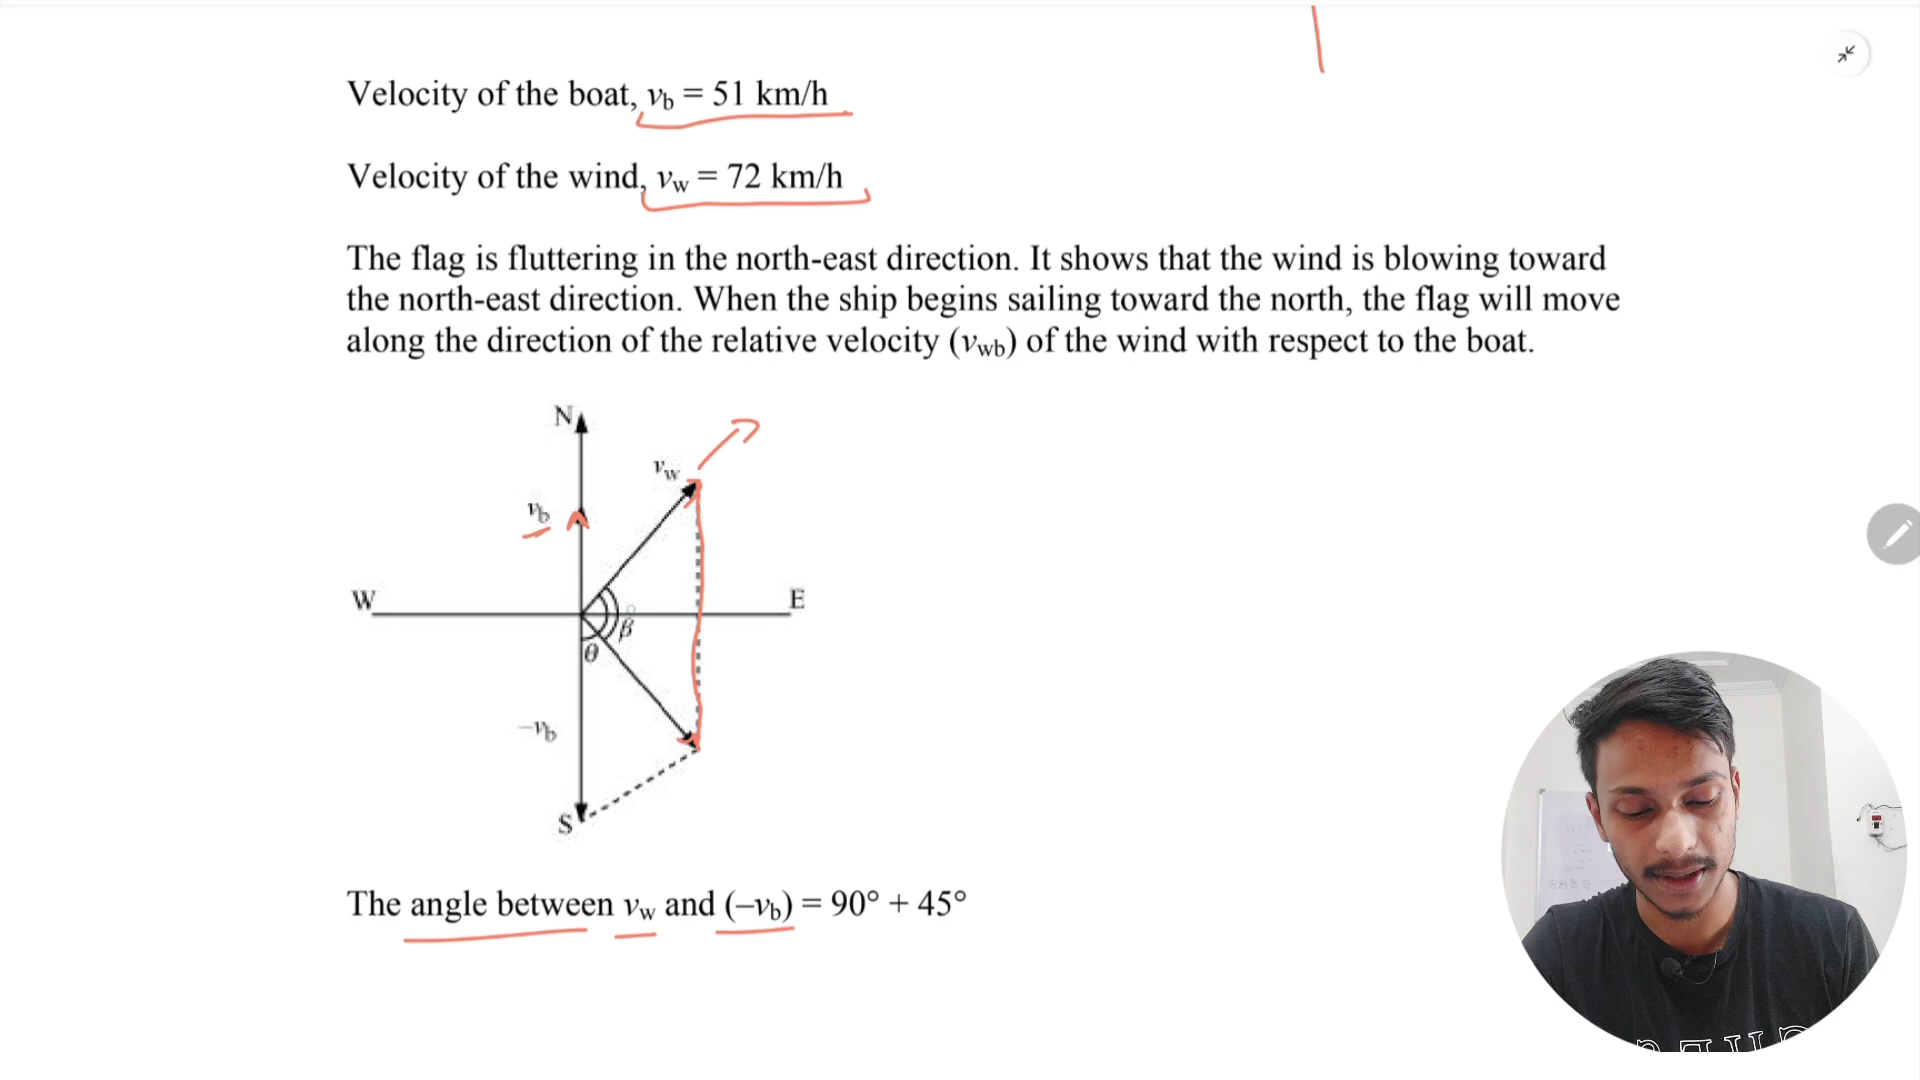 Velocity of the boat, vb = 51 km/h
Velocity of the wind, vw = 72 km/h
The flag is fluttering in the north-east direction. It shows that the wind is blowing toward
the north-east direction. When the ship begins sailing toward the north, the flag will move
along the direction of the relative velocity (vwb) of the wind with respect to the boat.
N
vw
vb
W
E
β
θ
–vb
S
The angle between vw and (–vb) = 90° + 45°